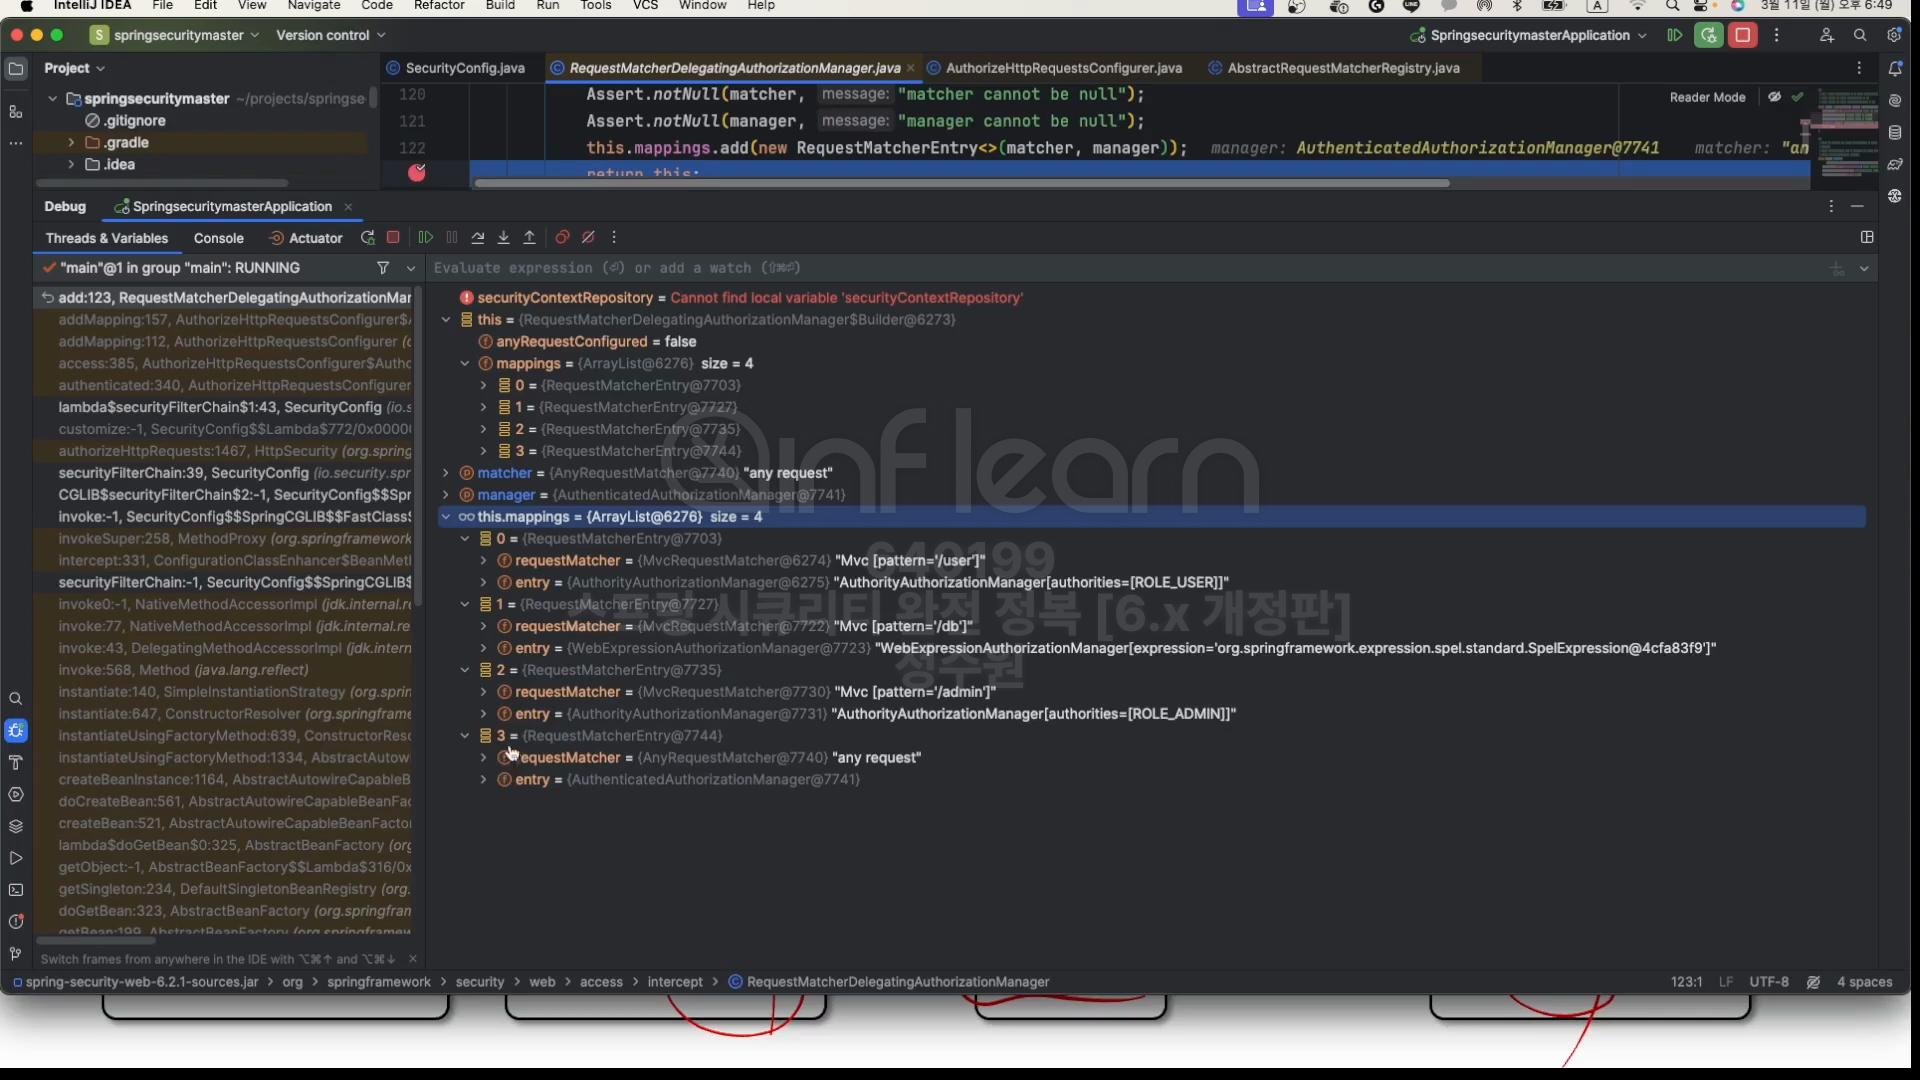 IntelliJ IDEA File Edit View Navigate Code Refactor Build Run Tools VCS Window Help A 3월 11일 (월) 오후 6:49
S springsecuritymaster Version control SpringsecuritymasterApplication
Project SecurityConfig.java RequestMatcherDelegatingAuthorizationManager.java AuthorizeHttpRequestsConfigurer.java AbstractRequestMatcherRegistry.java
springsecuritymaster ~/projects/springse
.gitignore
.gradle
.idea
120 Assert.notNull(matcher, message: "matcher cannot be null");
121 Assert.notNull(manager, message: "manager cannot be null");
122 this.mappings.add(new RequestMatcherEntry<>(matcher, manager)); manager: AuthenticatedAuthorizationManager@7741 matcher: "an
return this;
Reader Mode
Debug SpringsecuritymasterApplication
Threads & Variables Console Actuator
"main"@1 in group "main": RUNNING
Evaluate expression (⏎) or add a watch (⇧⌘⏎)
add:123, RequestMatcherDelegatingAuthorizationMar
addMapping:157, AuthorizeHttpRequestsConfigurer$A
addMapping:112, AuthorizeHttpRequestsConfigurer (o
access:385, AuthorizeHttpRequestsConfigurer$Autho
authenticated:340, AuthorizeHttpRequestsConfigurer
lambda$securityFilterChain$1:43, SecurityConfig (io.s
customize:-1, SecurityConfig$$Lambda$772/0x0000
authorizeHttpRequests:1467, HttpSecurity (org.spring
securityFilterChain:39, SecurityConfig (io.security.spr
CGLIB$securityFilterChain$2:-1, SecurityConfig$$Spr
invoke:-1, SecurityConfig$$SpringCGLIB$$FastClass$
invokeSuper:258, MethodProxy (org.springframework
intercept:331, ConfigurationClassEnhancer$BeanMeth
securityFilterChain:-1, SecurityConfig$$SpringCGLIB$
invoke0:-1, NativeMethodAccessorImpl (jdk.internal.re
invoke:77, NativeMethodAccessorImpl (jdk.internal.re
invoke:43, DelegatingMethodAccessorImpl (jdk.intern
invoke:568, Method (java.lang.reflect)
instantiate:140, SimpleInstantiationStrategy (org.spri
instantiate:647, ConstructorResolver (org.springframe
instantiateUsingFactoryMethod:639, ConstructorReso
instantiateUsingFactoryMethod:1334, AbstractAutowire
createBeanInstance:1164, AbstractAutowireCapableB
doCreateBean:561, AbstractAutowireCapableBeanFac
createBean:521, AbstractAutowireCapableBeanFacto
lambda$doGetBean$0:325, AbstractBeanFactory (org
getObject:-1, AbstractBeanFactory$$Lambda$316/0x
getSingleton:234, DefaultSingletonBeanRegistry (org.
doGetBean:323, AbstractBeanFactory (org.springfran
getBean:199, AbstractBeanFactory (org.springframew
Switch frames from anywhere in the IDE with ⌥⌘↑ and ⌥⌘↓
securityContextRepository = Cannot find local variable 'securityContextRepository'
this = {RequestMatcherDelegatingAuthorizationManager$Builder@6273}
anyRequestConfigured = false
mappings = {ArrayList@6276} size = 4
0 = {RequestMatcherEntry@7703}
1 = {RequestMatcherEntry@7727}
2 = {RequestMatcherEntry@7735}
3 = {RequestMatcherEntry@7744}
matcher = {AnyRequestMatcher@7740} "any request"
manager = {AuthenticatedAuthorizationManager@7741}
this.mappings = {ArrayList@6276} size = 4
0 = {RequestMatcherEntry@7703}
requestMatcher = {MvcRequestMatcher@6274} "Mvc [pattern='/user']"
entry = {AuthorityAuthorizationManager@6275} "AuthorityAuthorizationManager[authorities=[ROLE_USER]]"
1 = {RequestMatcherEntry@7727}
requestMatcher = {MvcRequestMatcher@7722} "Mvc [pattern='/db']"
entry = {WebExpressionAuthorizationManager@7723} "WebExpressionAuthorizationManager[expression='org.springframework.expression.spel.standard.SpelExpression@4cfa83f9']"
2 = {RequestMatcherEntry@7735}
requestMatcher = {MvcRequestMatcher@7730} "Mvc [pattern='/admin']"
entry = {AuthorityAuthorizationManager@7731} "AuthorityAuthorizationManager[authorities=[ROLE_ADMIN]]"
3 = {RequestMatcherEntry@7744}
requestMatcher = {AnyRequestMatcher@7740} "any request"
entry = {AuthenticatedAuthorizationManager@7741}
inflearn
640199
스프링 시큐리티 완전 정복 [6.x 개정판]
정수원
spring-security-web-6.2.1-sources.jar > org > springframework > security > web > access > intercept > RequestMatcherDelegatingAuthorizationManager 123:1 LF UTF-8 4 spaces